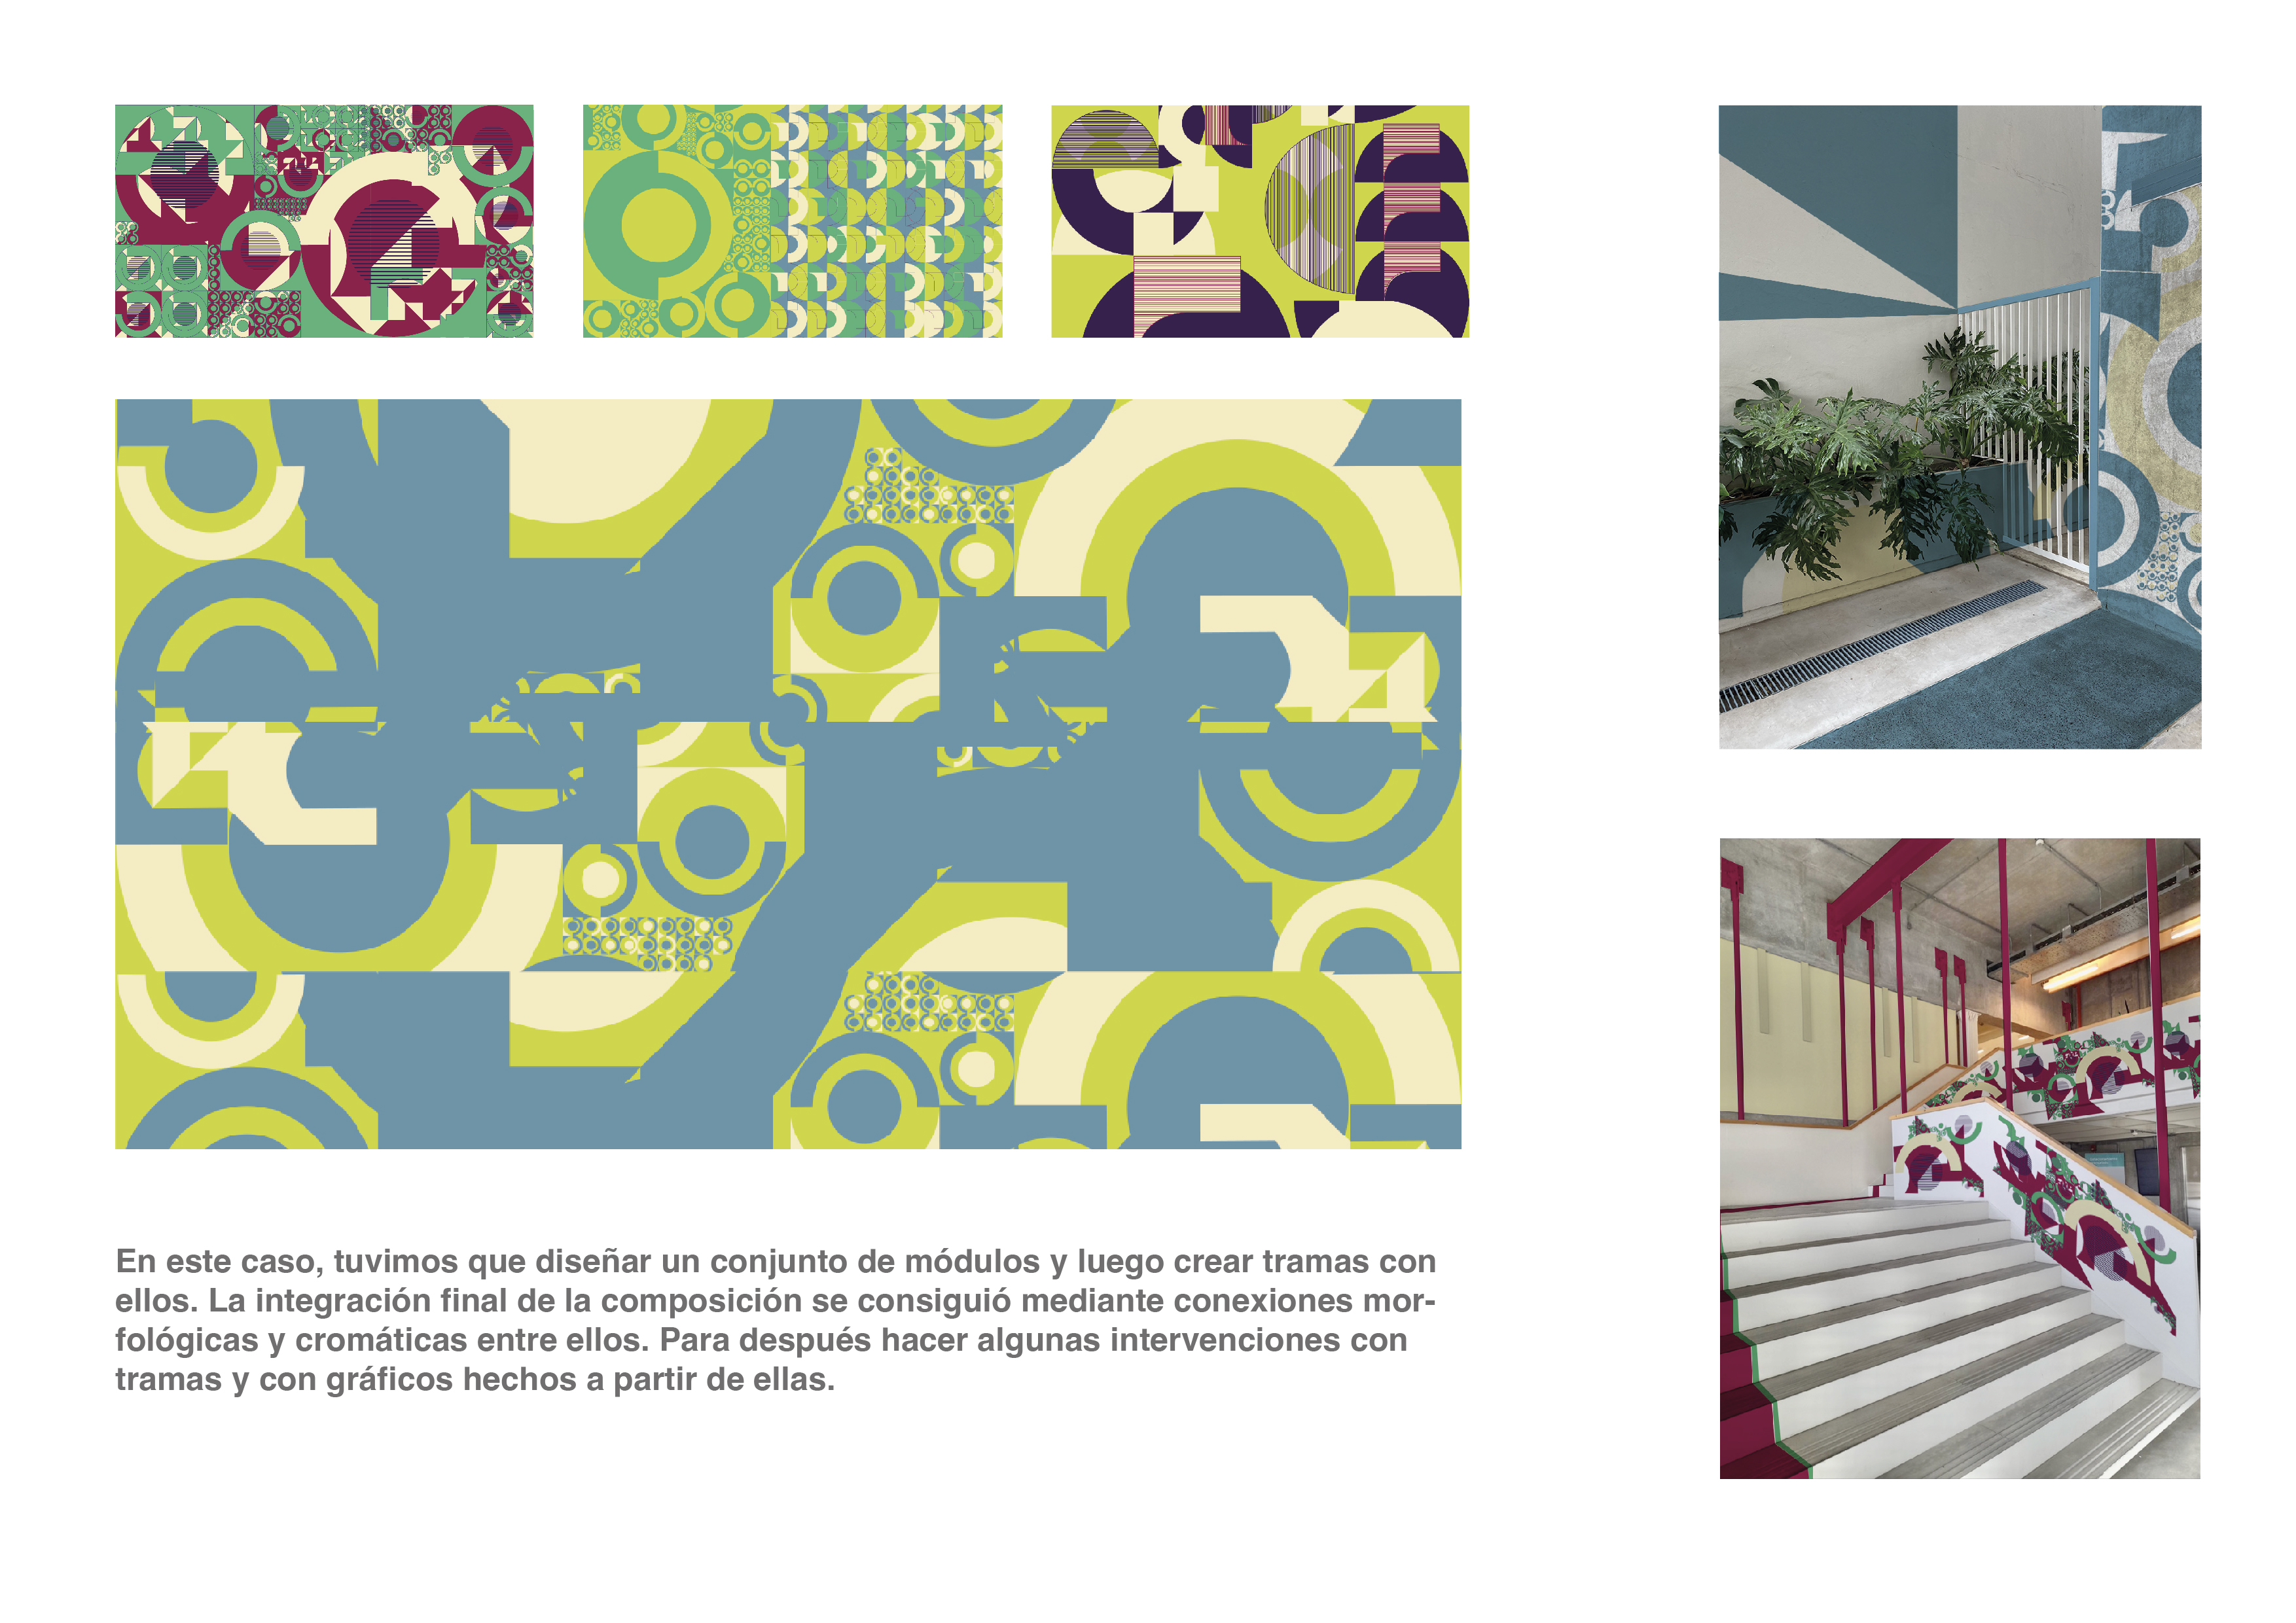 En este caso, tuvimos que diseñar un conjunto de módulos y luego crear tramas con
ellos. La integración final de la composición se consiguió mediante conexiones mor-
fológicas y cromáticas entre ellos. Para después hacer algunas intervenciones con
tramas y con gráficos hechos a partir de ellas.